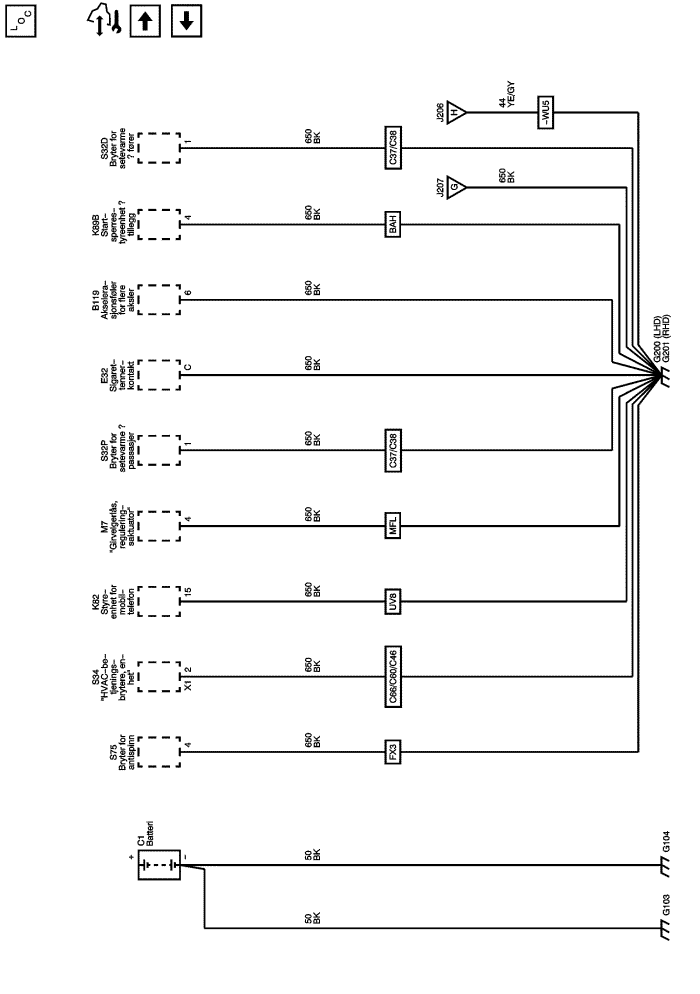 LOC
C1
Batteri
+
−
50
BK
50
BK
G103
G104
S75
Bryter for
antispinn
4
650
BK
FX3
S34
"HVAC−be−
tjenings−
brytere, en−
het"
X1
2
650
BK
C66/C60/C46
K82
Styre−
enhet for
mobil−
telefon
15
650
BK
UV8
M7
"Girvelgerlås,
regulering−
saktuator"
4
650
BK
MFL
S32P
Bryter for
setevarme ?
passasjer
1
650
BK
C37/C38
E32
Sigaret−
tenner−
kontakt
C
650
BK
B119
Akselera−
sjonsføler
for flere
aksler
6
650
BK
K89B
Start−
sperres−
tyreenhet ?
tillegg
4
650
BK
BAH
S32D
Bryter for
setevarme
? fører
1
650
BK
C37/C38
J207
G
650
BK
J206
H
44
YE/GY
−WU5
G200 (LHD)
G201 (RHD)